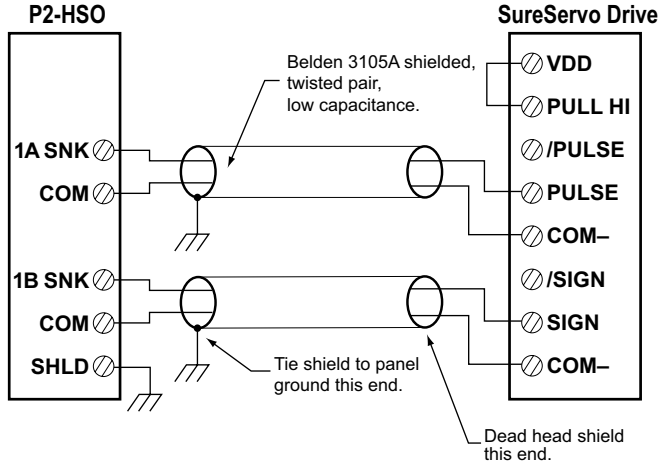 P2-HSO
SureServo Drive
Belden 3105A shielded,
twisted pair,
low capacitance.
1A SNK
COM
1B SNK
COM
SHLD
VDD
PULL HI
/PULSE
PULSE
COM–
/SIGN
SIGN
COM–
Tie shield to panel
ground this end.
Dead head shield
this end.